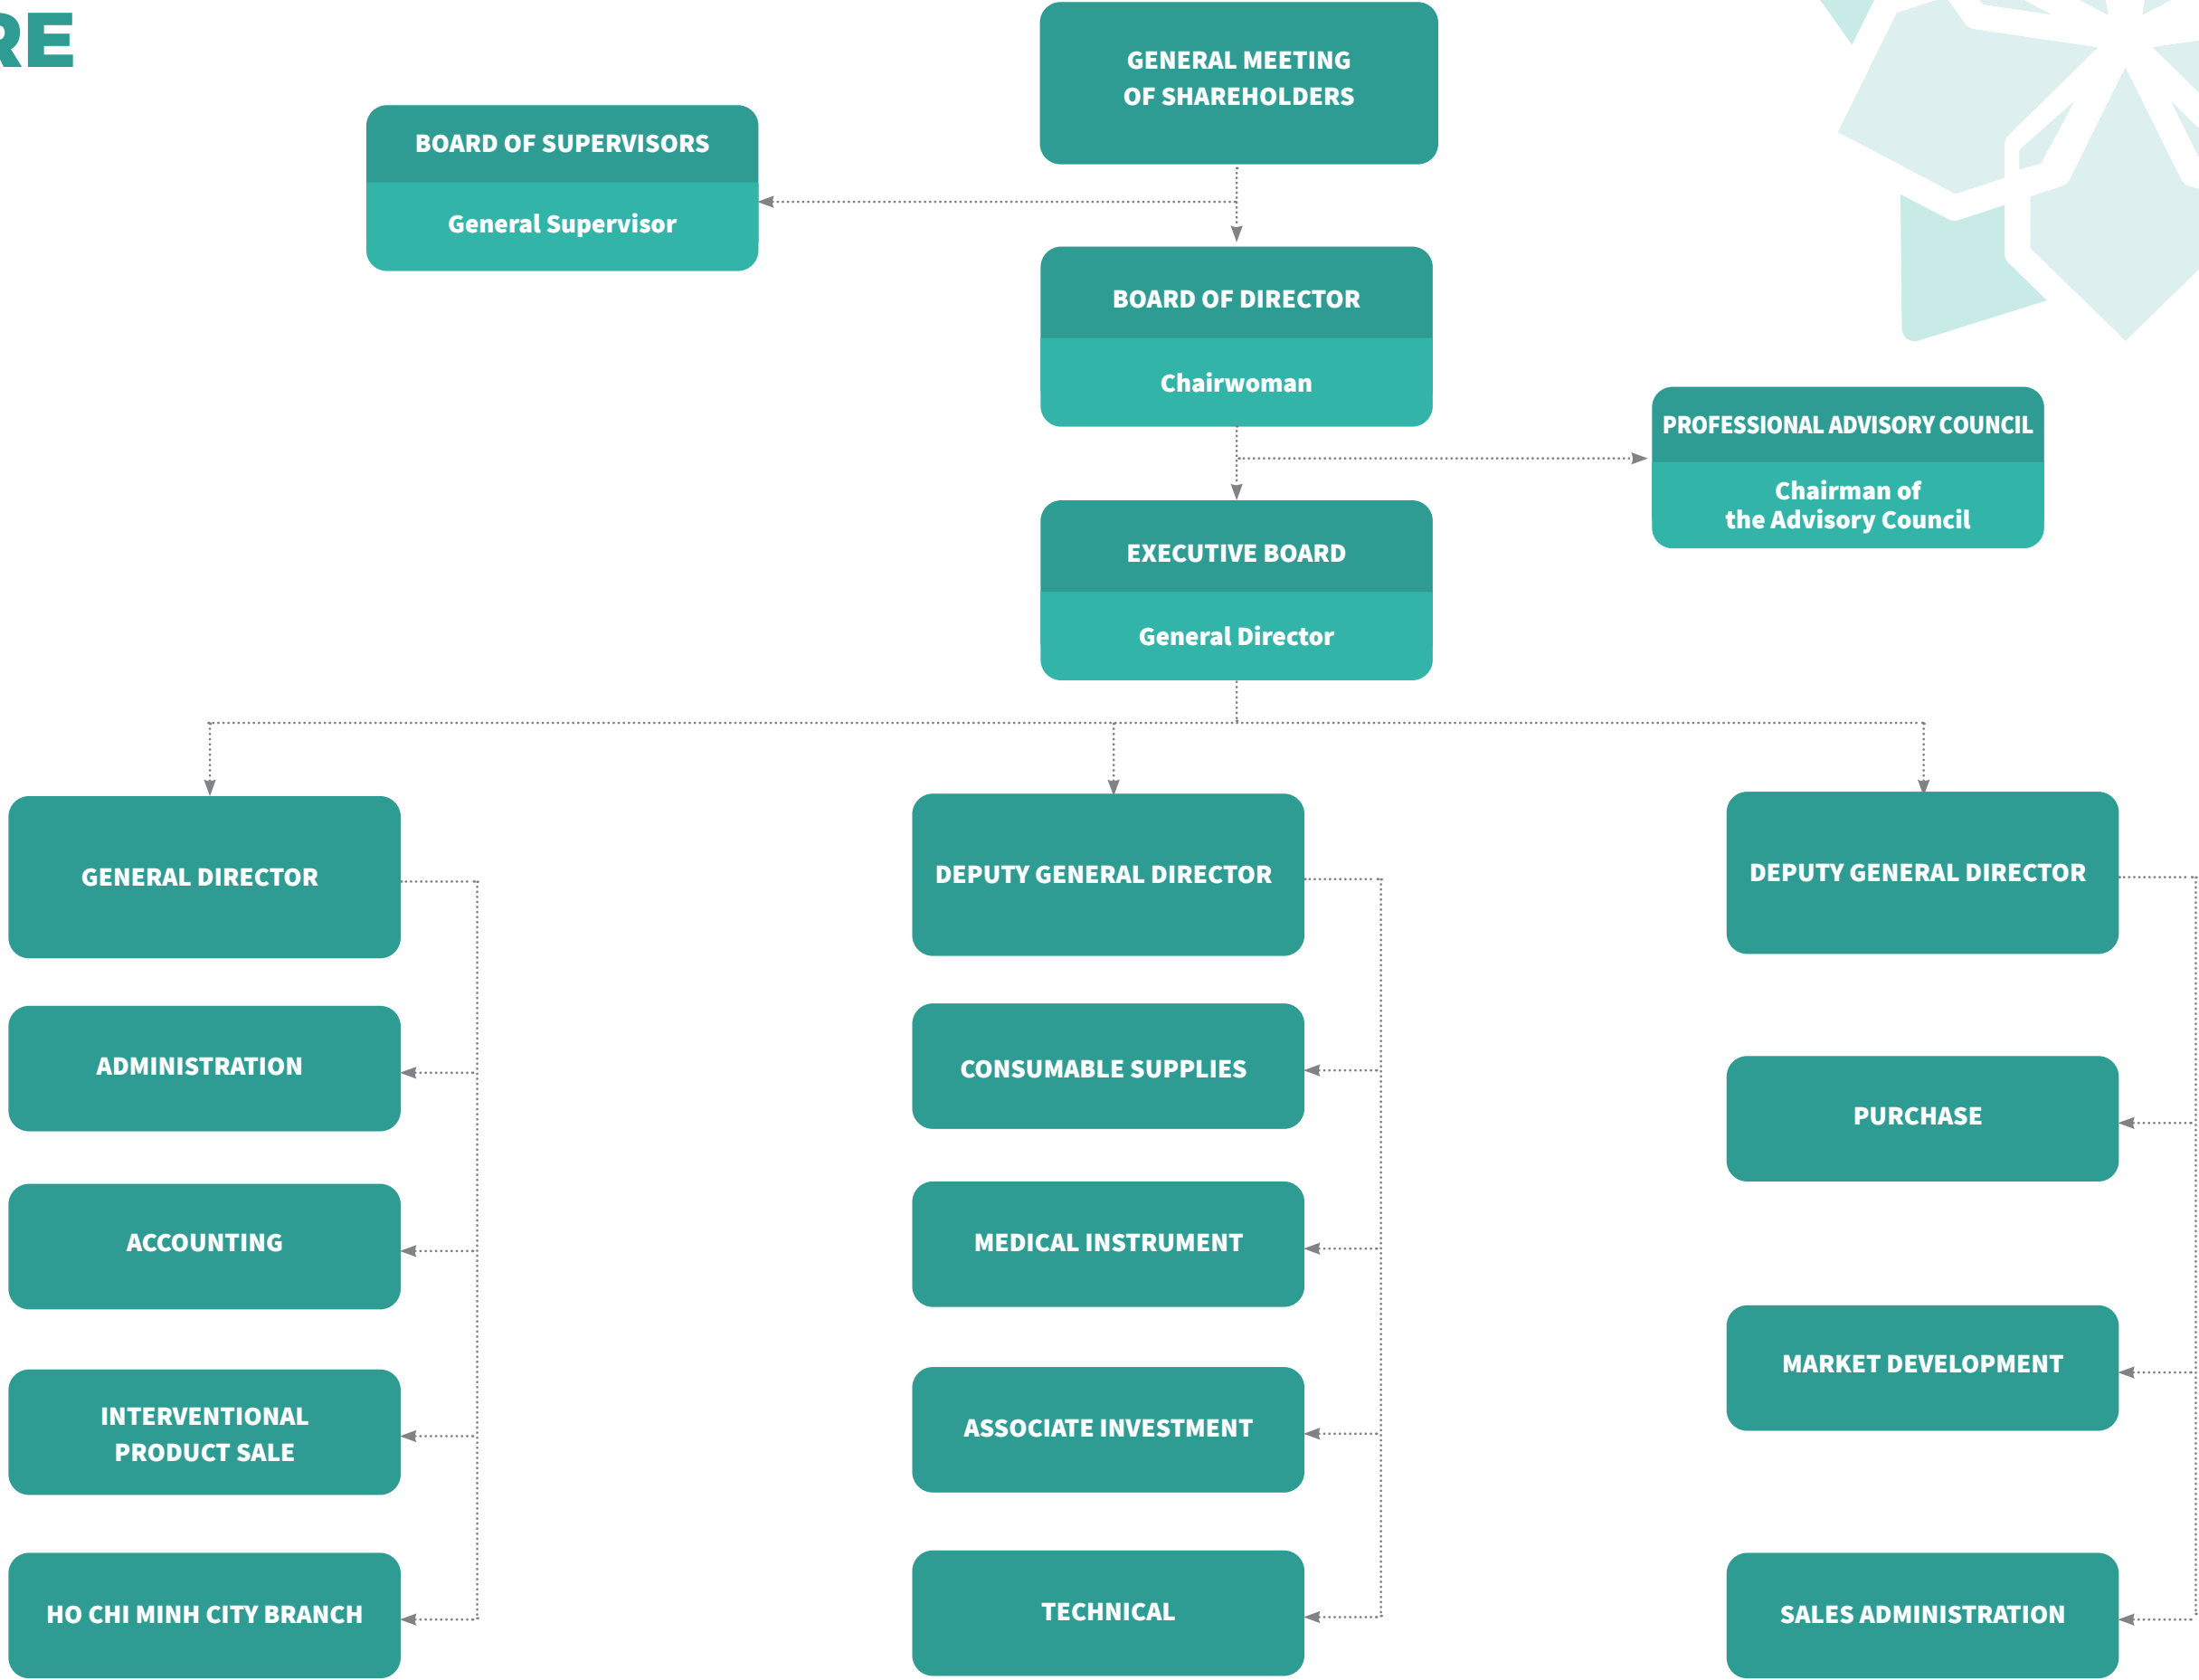 RE
GENERAL MEETING
OF SHAREHOLDERS
BOARD OF SUPERVISORS
General Supervisor
BOARD OF DIRECTOR
Chairwoman
PROFESSIONAL ADVISORY COUNCIL
Chairman of
the Advisory Council
EXECUTIVE BOARD
General Director
GENERAL DIRECTOR
ADMINISTRATION
ACCOUNTING
INTERVENTIONAL
PRODUCT SALE
HO CHI MINH CITY BRANCH
DEPUTY GENERAL DIRECTOR
CONSUMABLE SUPPLIES
MEDICAL INSTRUMENT
ASSOCIATE INVESTMENT
TECHNICAL
DEPUTY GENERAL DIRECTOR
PURCHASE
MARKET DEVELOPMENT
SALES ADMINISTRATION